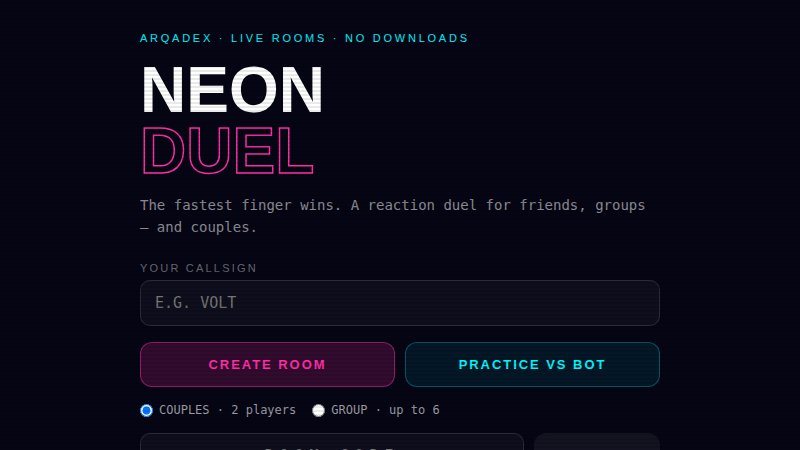 ARQADEX · LIVE ROOMS · NO DOWNLOADS
NEON
DUEL
The fastest finger wins. A reaction duel for friends, groups
— and couples.
YOUR CALLSIGN
E.G. VOLT
CREATE ROOM
PRACTICE VS BOT
COUPLES · 2 players
GROUP · up to 6